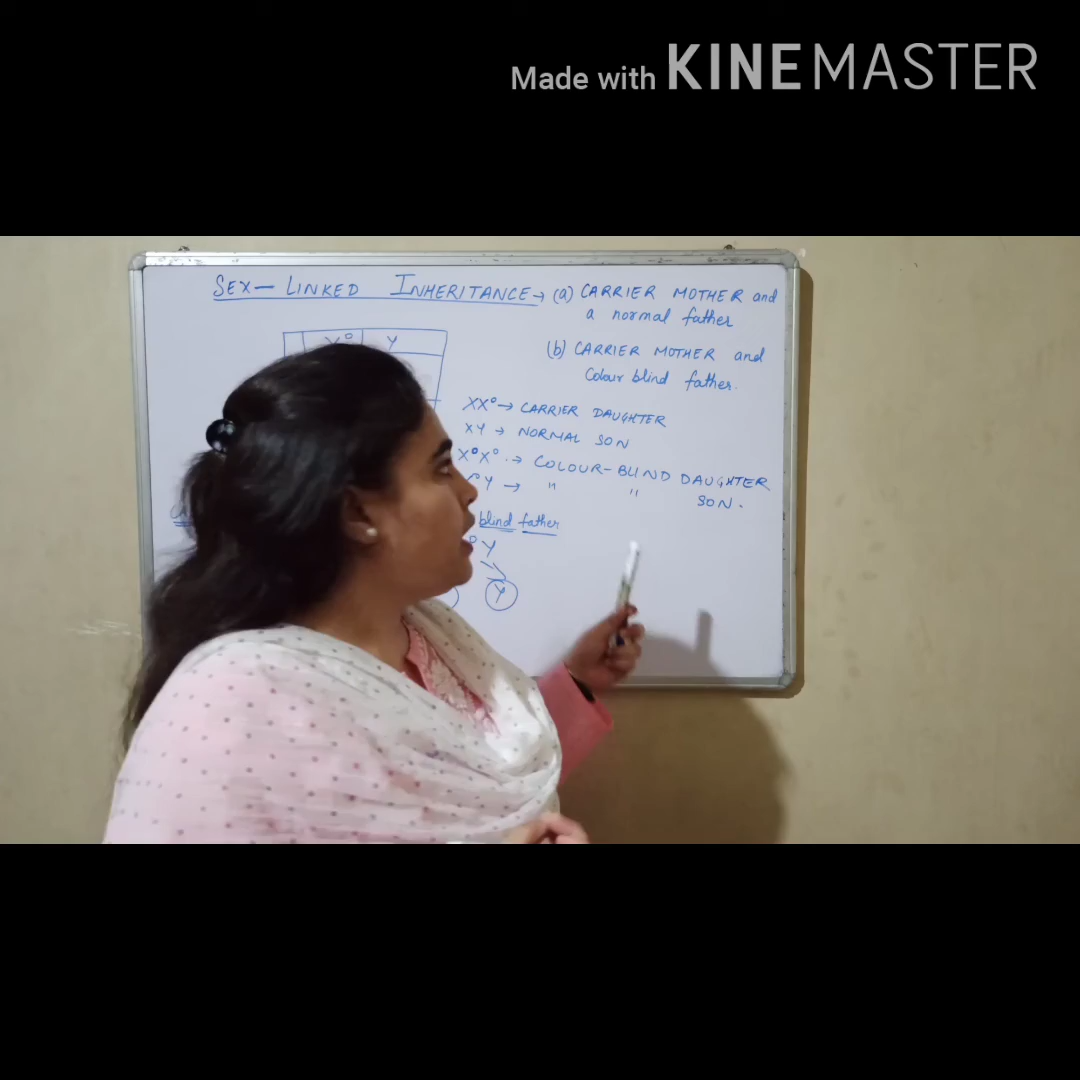 Made with KINEMASTER
SEX-LINKED INHERITANCE → (a) CARRIER MOTHER and
a normal father
(b) CARRIER MOTHER and
Colour blind father.
X° Y
XX° → CARRIER DAUGHTER
XY → NORMAL SON
X°X° → COLOUR-BLIND DAUGHTER
Y → " " SON.
blind father
° Y
Y